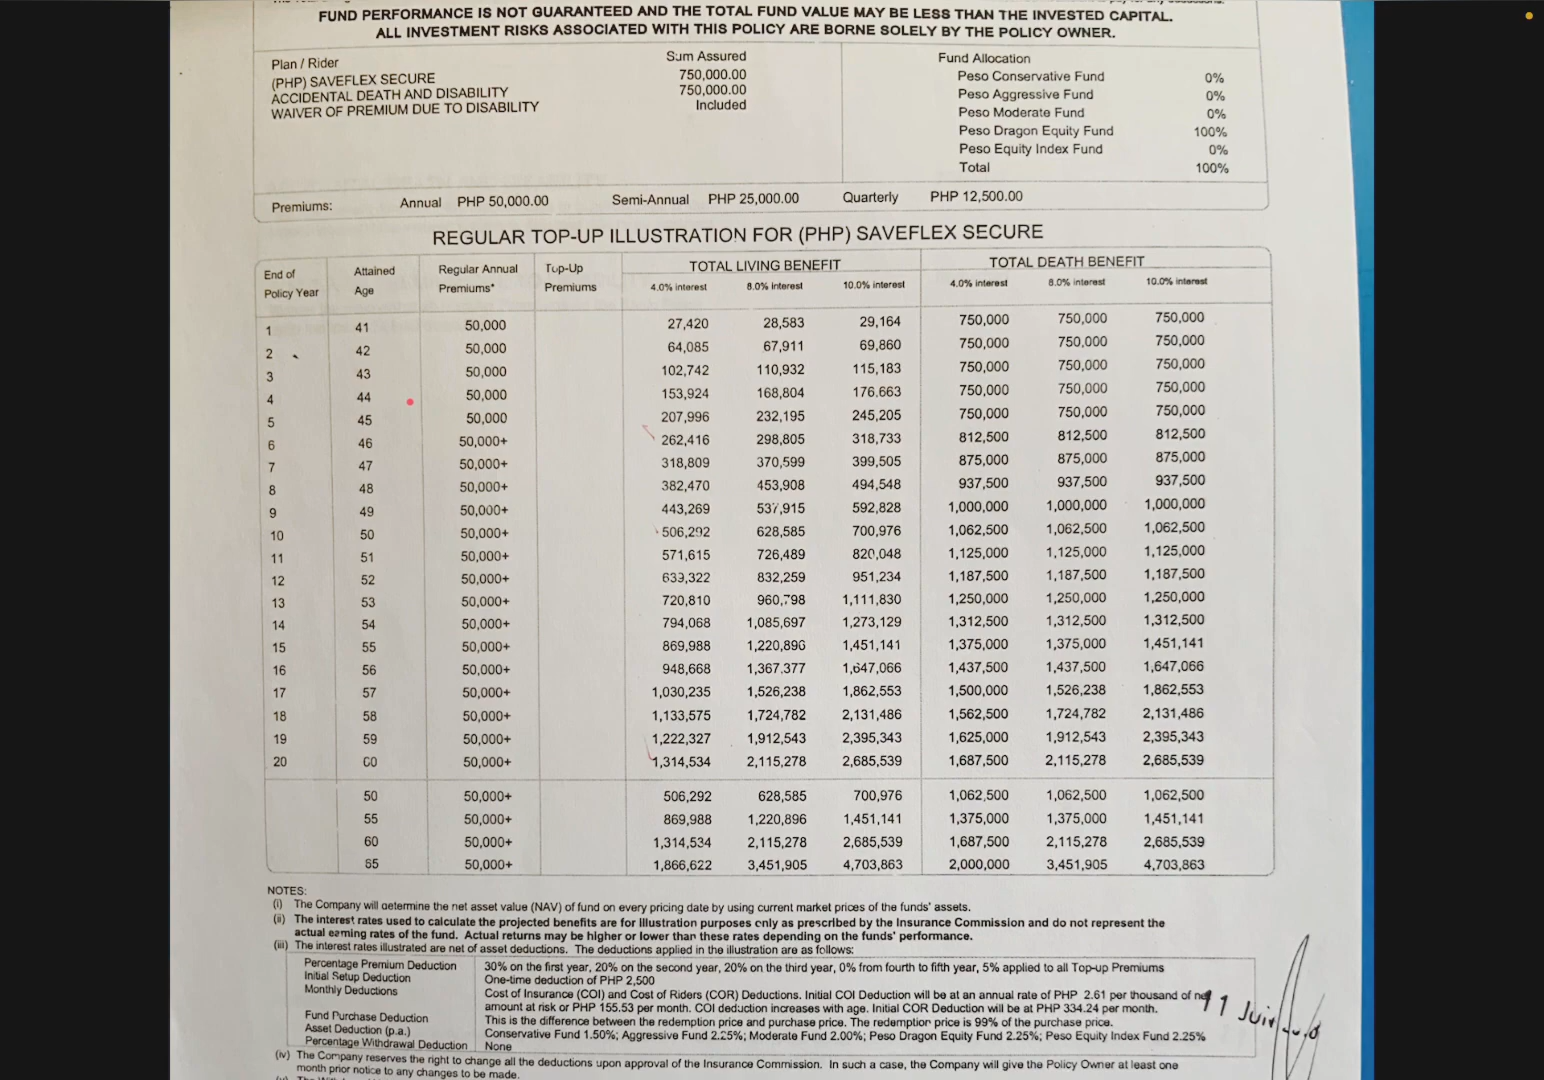 FUND PERFORMANCE IS NOT GUARANTEED AND THE TOTAL FUND VALUE MAY BE LESS THAN THE INVESTED CAPITAL.
ALL INVESTMENT RISKS ASSOCIATED WITH THIS POLICY ARE BORNE SOLELY BY THE POLICY OWNER.
Plan / Rider Sum Assured Fund Allocation
(PHP) SAVEFLEX SECURE 750,000.00 Peso Conservative Fund 0%
ACCIDENTAL DEATH AND DISABILITY 750,000.00 Peso Aggressive Fund 0%
WAIVER OF PREMIUM DUE TO DISABILITY Included Peso Moderate Fund 0%
Peso Dragon Equity Fund 100%
Peso Equity Index Fund 0%
Total 100%
Premiums: Annual PHP 50,000.00 Semi-Annual PHP 25,000.00 Quarterly PHP 12,500.00
REGULAR TOP-UP ILLUSTRATION FOR (PHP) SAVEFLEX SECURE
End of Attained Regular Annual Top-Up TOTAL LIVING BENEFIT TOTAL DEATH BENEFIT
Policy Year Age Premiums* Premiums 4.0% interest 8.0% interest 10.0% interest 4.0% interest 8.0% interest 10.0% interest
1 41 50,000 27,420 28,583 29,164 750,000 750,000 750,000
2 42 50,000 64,085 67,911 69,860 750,000 750,000 750,000
3 43 50,000 102,742 110,932 115,183 750,000 750,000 750,000
4 44 50,000 153,924 168,804 176,663 750,000 750,000 750,000
5 45 50,000 207,996 232,195 245,205 750,000 750,000 750,000
6 46 50,000+ 262,416 298,805 318,733 812,500 812,500 812,500
7 47 50,000+ 318,809 370,599 399,505 875,000 875,000 875,000
8 48 50,000+ 382,470 453,908 494,548 937,500 937,500 937,500
9 49 50,000+ 443,269 537,915 592,828 1,000,000 1,000,000 1,000,000
10 50 50,000+ 506,292 628,585 700,976 1,062,500 1,062,500 1,062,500
11 51 50,000+ 571,615 726,489 820,048 1,125,000 1,125,000 1,125,000
12 52 50,000+ 639,322 832,259 951,234 1,187,500 1,187,500 1,187,500
13 53 50,000+ 720,810 960,798 1,111,830 1,250,000 1,250,000 1,250,000
14 54 50,000+ 794,068 1,085,697 1,273,129 1,312,500 1,312,500 1,312,500
15 55 50,000+ 869,988 1,220,896 1,451,141 1,375,000 1,375,000 1,451,141
16 56 50,000+ 948,668 1,367,377 1,647,066 1,437,500 1,437,500 1,647,066
17 57 50,000+ 1,030,235 1,526,238 1,862,553 1,500,000 1,526,238 1,862,553
18 58 50,000+ 1,133,575 1,724,782 2,131,486 1,562,500 1,724,782 2,131,486
19 59 50,000+ 1,222,327 1,912,543 2,395,343 1,625,000 1,912,543 2,395,343
20 60 50,000+ 1,314,534 2,115,278 2,685,539 1,687,500 2,115,278 2,685,539
50 50,000+ 506,292 628,585 700,976 1,062,500 1,062,500 1,062,500
55 50,000+ 869,988 1,220,896 1,451,141 1,375,000 1,375,000 1,451,141
60 50,000+ 1,314,534 2,115,278 2,685,539 1,687,500 2,115,278 2,685,539
65 50,000+ 1,866,622 3,451,905 4,703,863 2,000,000 3,451,905 4,703,863
NOTES:
(i) The Company will determine the net asset value (NAV) of fund on every pricing date by using current market prices of the funds' assets.
(ii) The interest rates used to calculate the projected benefits are for illustration purposes only as prescribed by the Insurance Commission and do not represent the
actual earning rates of the fund. Actual returns may be higher or lower than these rates depending on the funds' performance.
(iii) The interest rates illustrated are net of asset deductions. The deductions applied in the illustration are as follows:
Percentage Premium Deduction 30% on the first year, 20% on the second year, 20% on the third year, 0% from fourth to fifth year, 5% applied to all Top-up Premiums
Initial Setup Deduction One-time deduction of PHP 2,500
Monthly Deductions Cost of Insurance (COI) and Cost of Riders (COR) Deductions. Initial COI Deduction will be at an annual rate of PHP 2.61 per thousand of net
amount at risk or PHP 155.53 per month. COI deduction increases with age. Initial COR Deduction will be at PHP 334.24 per month.
Fund Purchase Deduction This is the difference between the redemption price and purchase price. The redemption price is 99% of the purchase price.
Asset Deduction (p.a.) Conservative Fund 1.50%; Aggressive Fund 2.25%; Moderate Fund 2.00%; Peso Dragon Equity Fund 2.25%; Peso Equity Index Fund 2.25%
Percentage Withdrawal Deduction None
(iv) The Company reserves the right to change all the deductions upon approval of the Insurance Commission. In such a case, the Company will give the Policy Owner at least one
month prior notice to any changes to be made.